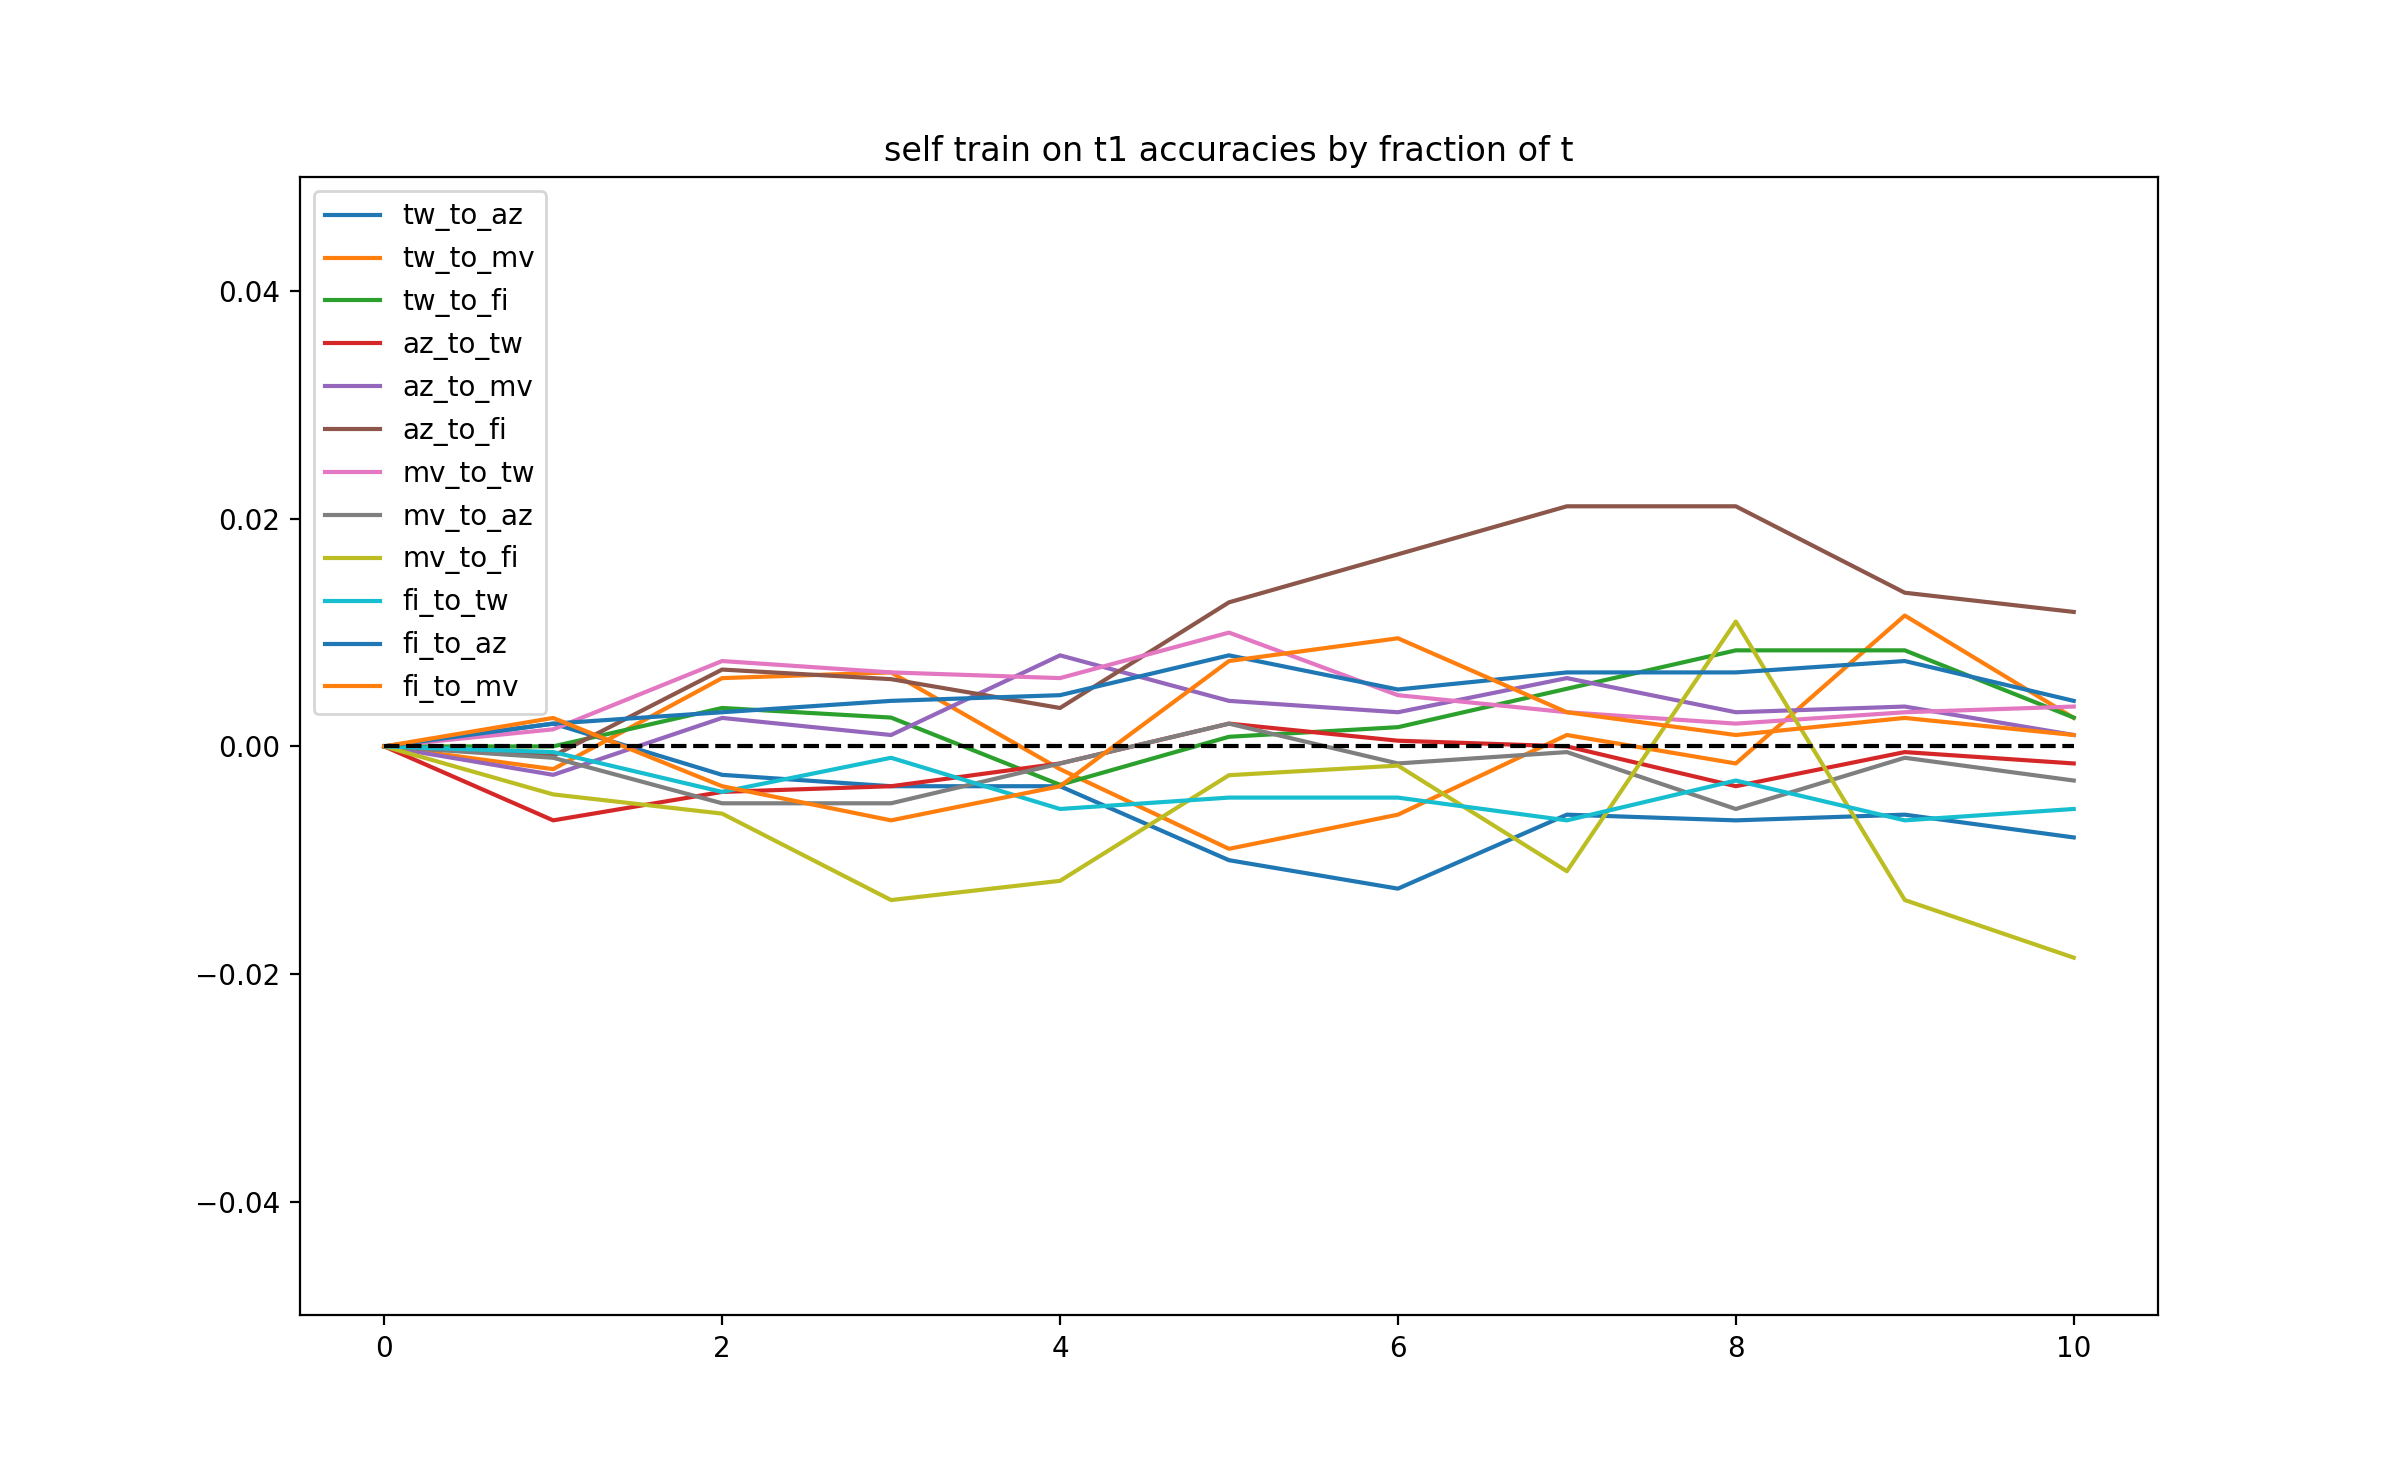 self train on t1 accuracies by fraction of t
tw_to_az
tw_to_mv
tw_to_fi
az_to_tw
az_to_mv
az_to_fi
mv_to_tw
mv_to_az
mv_to_fi
fi_to_tw
fi_to_az
fi_to_mv
0.04
0.02
0.00
−0.02
−0.04
0 2 4 6 8 10